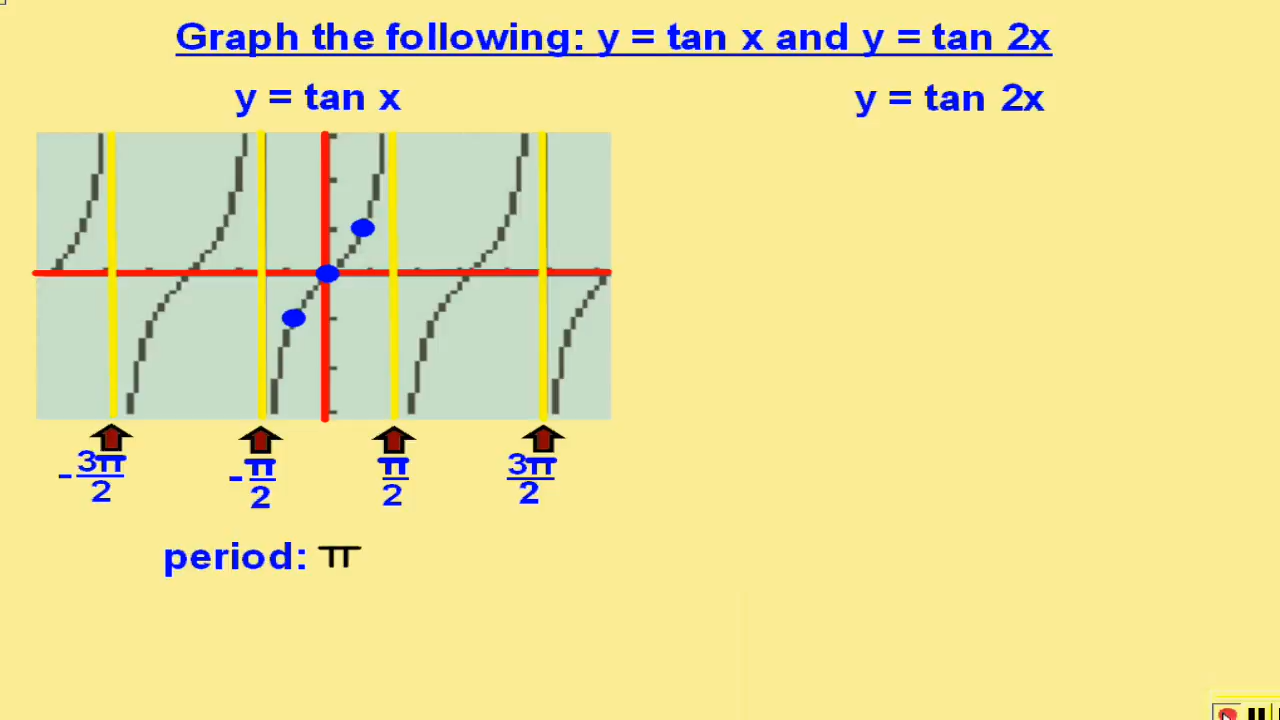 Graph the following: y = tan x and y = tan 2x
y = tan x
y = tan 2x
-3π/2
-π/2
π/2
3π/2
period: π